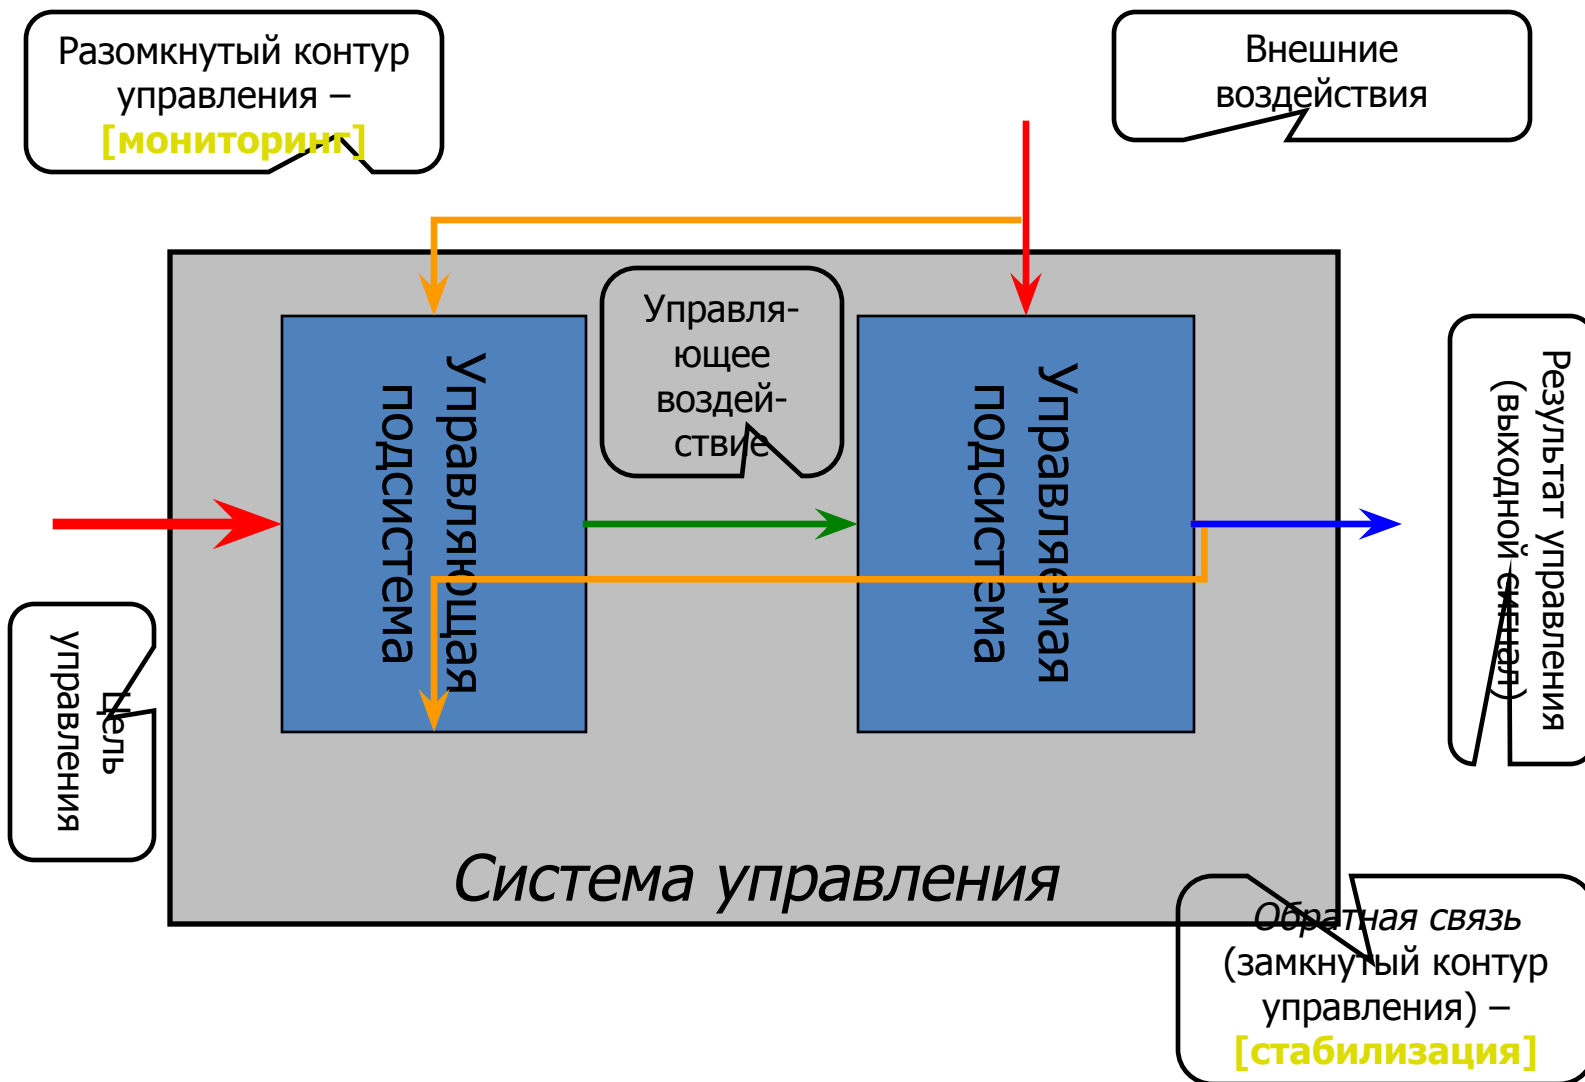 Разомкнутый контур
управления –
[мониторинг]
Внешние
воздействия
Управля-
ющее
воздей-
ствие
Управляющая
подсистема
Управляемая
подсистема
Результат управления
(выходной сигнал)
Цель
управления
Система управления
Обратная связь
(замкнутый контур
управления) –
[стабилизация]